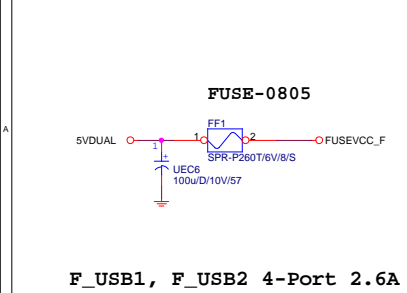 FUSE-0805
A
FF1
5VDUAL
1
2
FUSEVCC_F
1
+
SPR-P260T/6V/8/S
UEC6
100u/D/10V/57
F_USB1, F_USB2 4-Port 2.6A